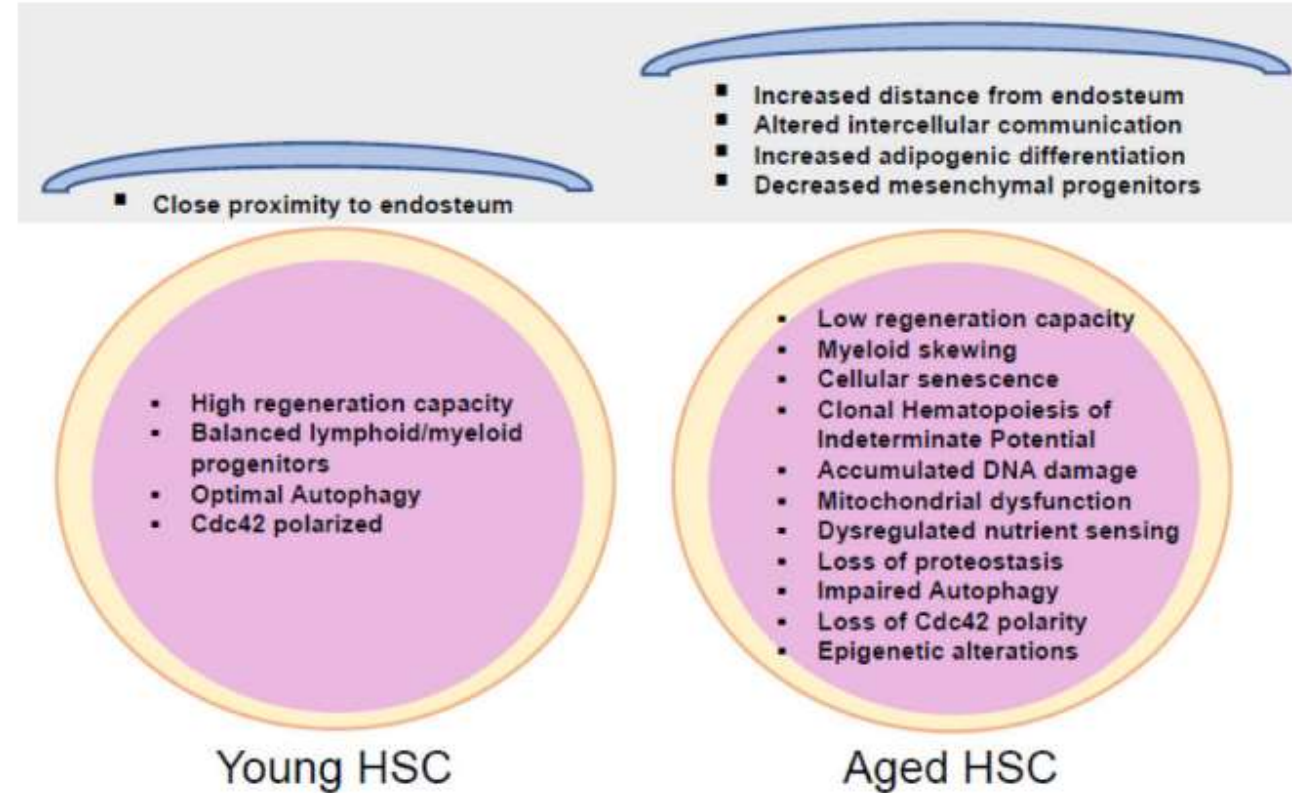 ▪ Close proximity to endosteum
▪ Increased distance from endosteum
▪ Altered intercellular communication
▪ Increased adipogenic differentiation
▪ Decreased mesenchymal progenitors
▪ High regeneration capacity
▪ Balanced lymphoid/myeloid
progenitors
▪ Optimal Autophagy
▪ Cdc42 polarized
▪ Low regeneration capacity
▪ Myeloid skewing
▪ Cellular senescence
▪ Clonal Hematopoiesis of
Indeterminate Potential
▪ Accumulated DNA damage
▪ Mitochondrial dysfunction
▪ Dysregulated nutrient sensing
▪ Loss of proteostasis
▪ Impaired Autophagy
▪ Loss of Cdc42 polarity
▪ Epigenetic alterations
Young HSC
Aged HSC